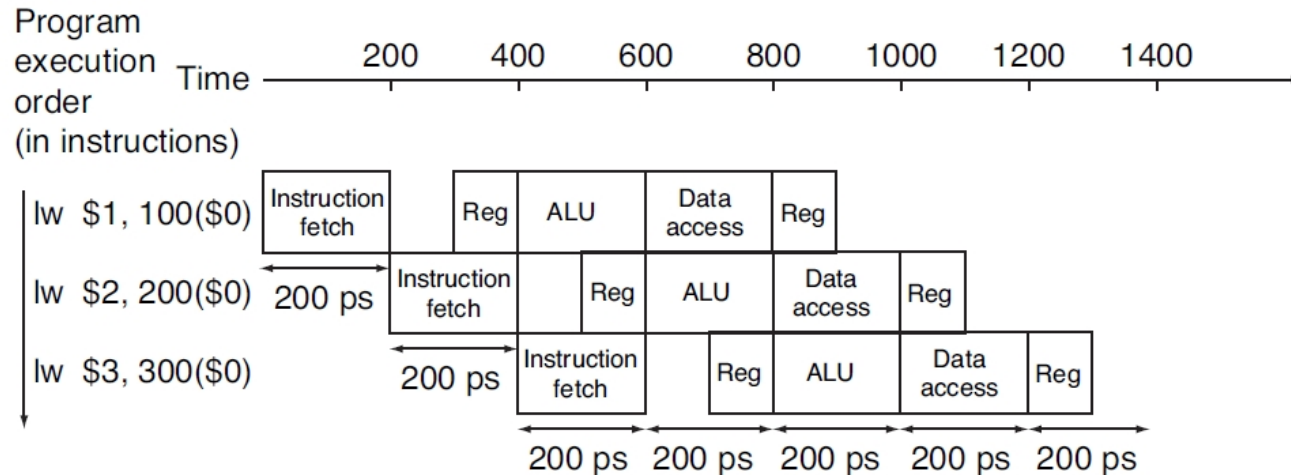 Program
execution
order
(in instructions)
Time
200 400 600 800 1000 1200 1400
lw $1, 100($0)
Instruction
fetch
Reg
ALU
Data
access
Reg
200 ps
lw $2, 200($0)
Instruction
fetch
Reg
ALU
Data
access
Reg
200 ps
lw $3, 300($0)
Instruction
fetch
Reg
ALU
Data
access
Reg
200 ps 200 ps 200 ps 200 ps 200 ps